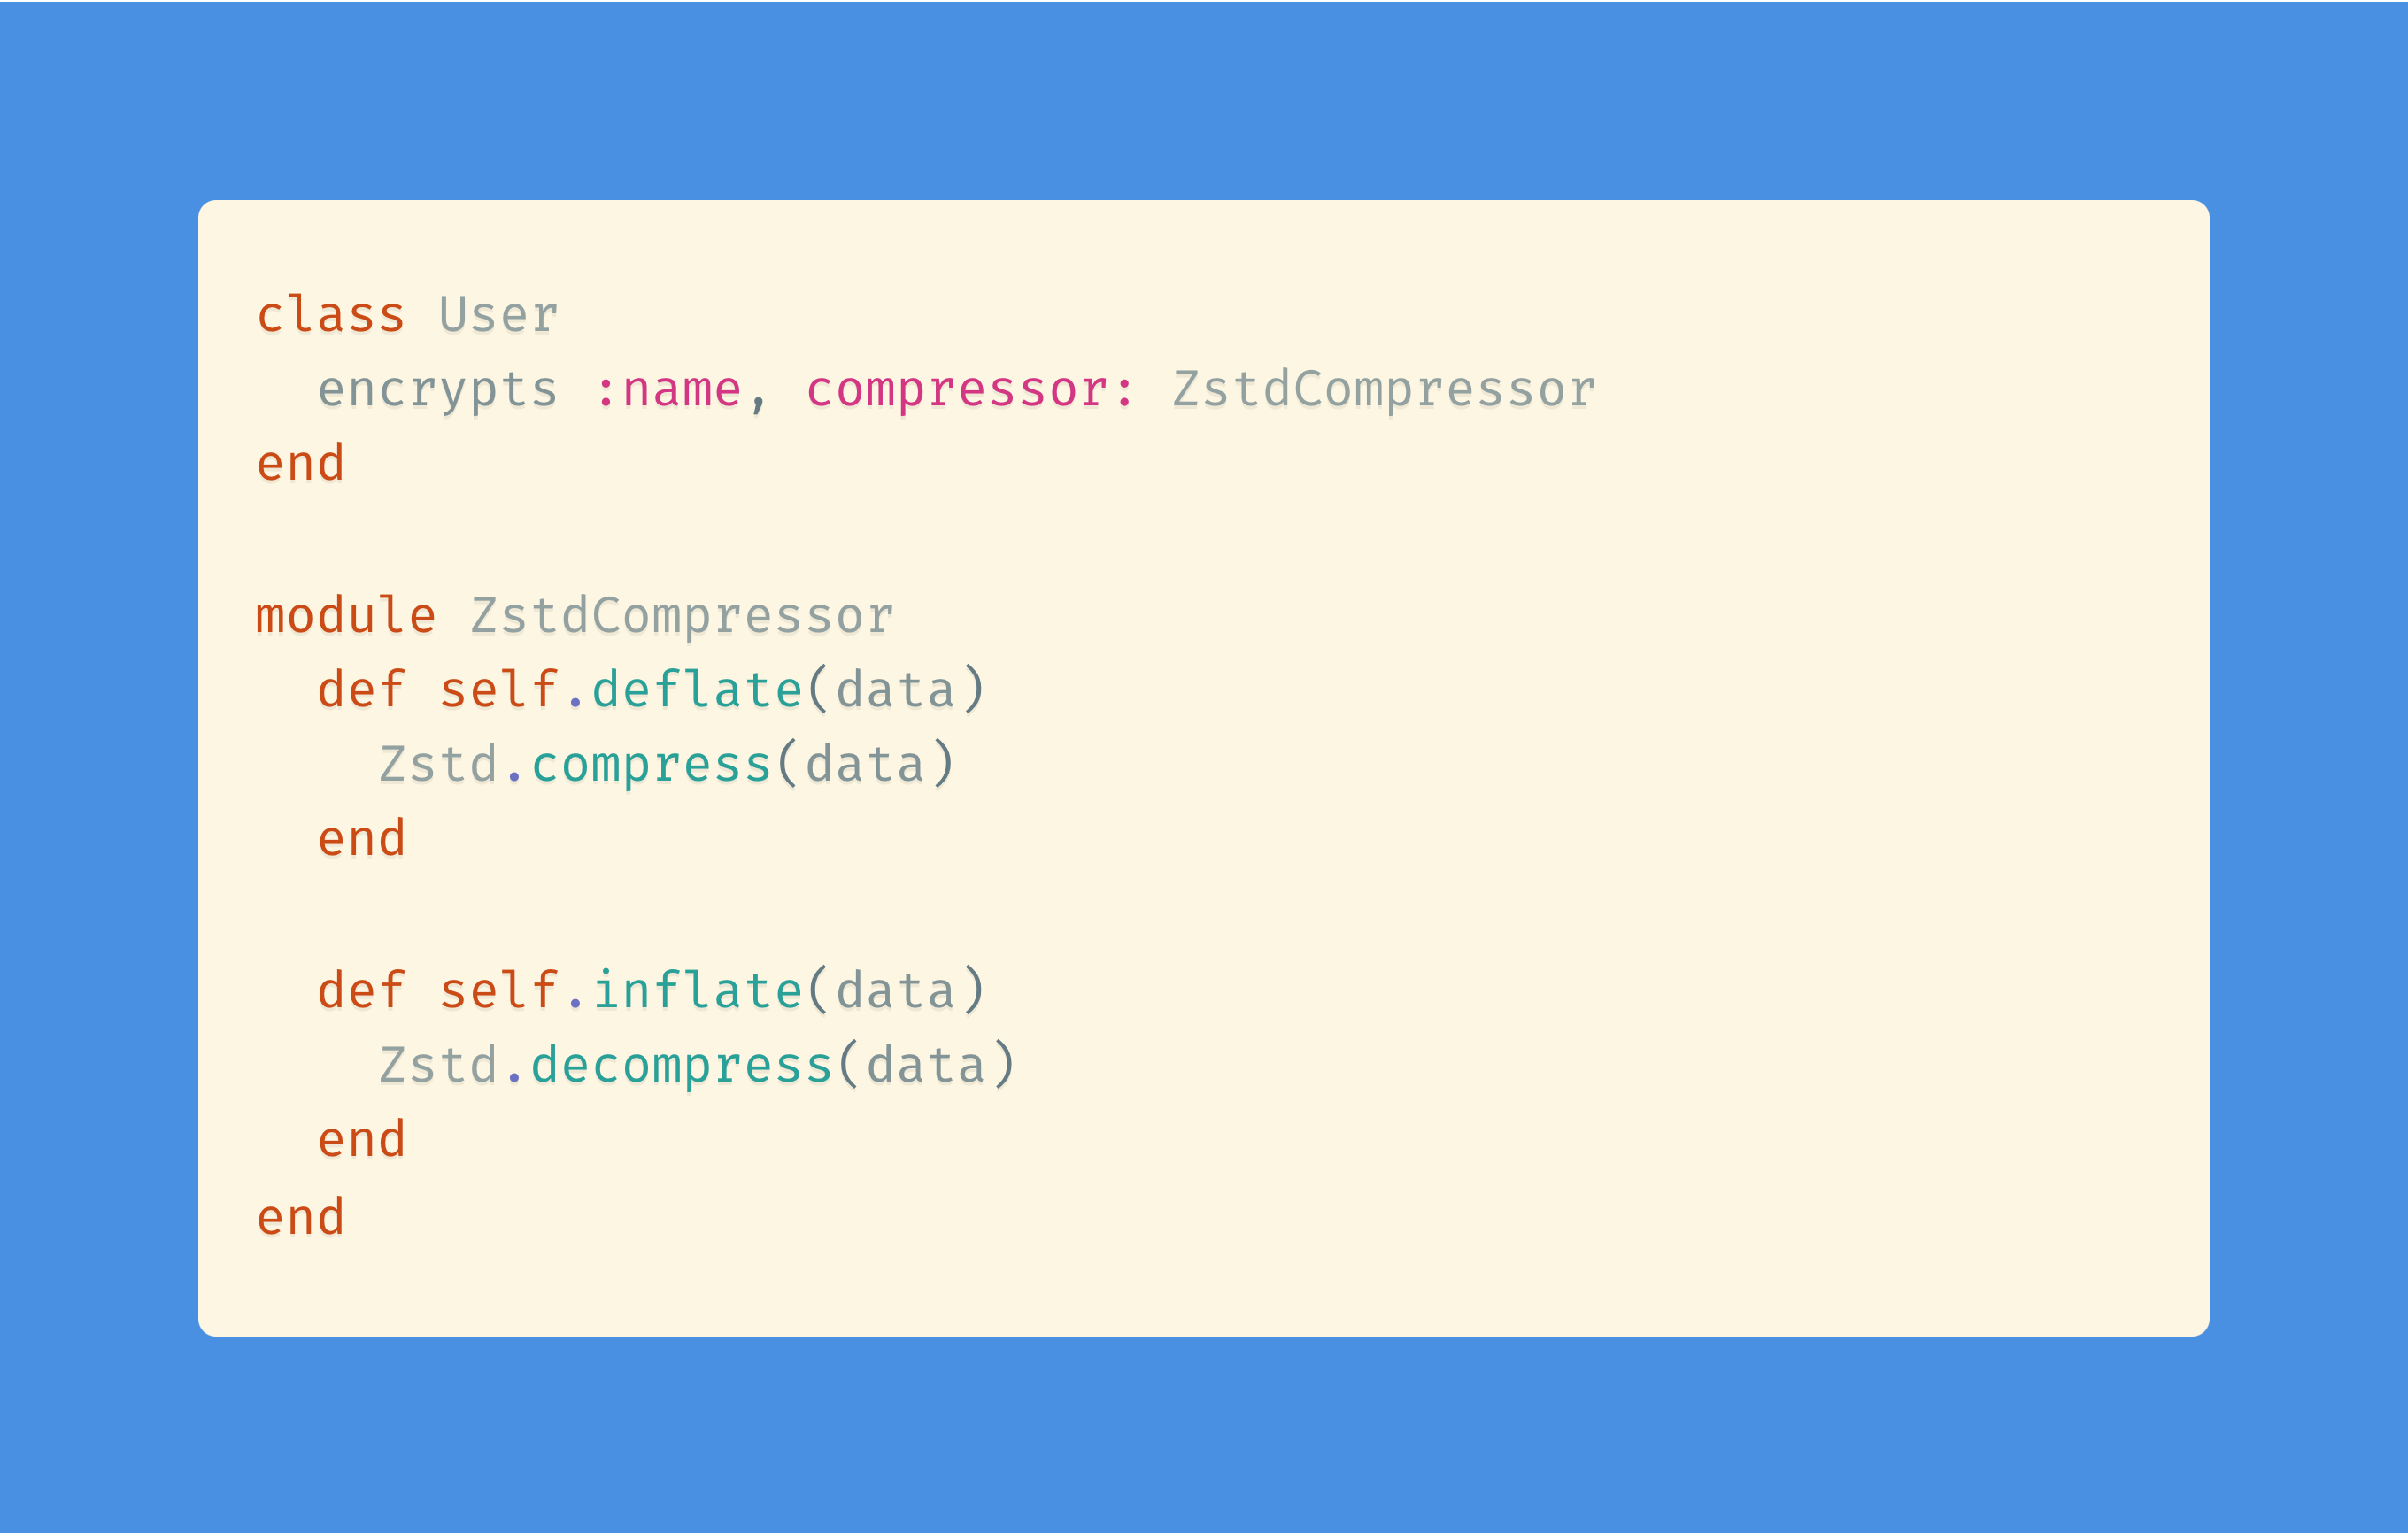 class User
  encrypts :name, compressor: ZstdCompressor
end

module ZstdCompressor
  def self.deflate(data)
    Zstd.compress(data)
  end

  def self.inflate(data)
    Zstd.decompress(data)
  end
end